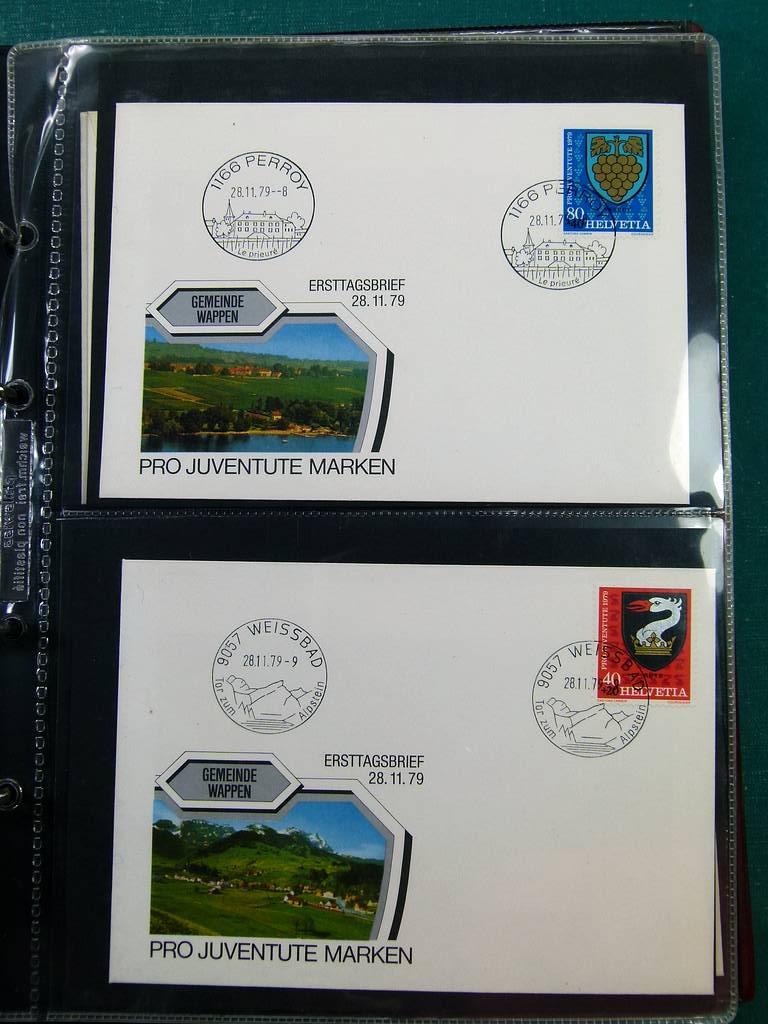 1166 PERROY
28.11.79--8
Le prieuré
PRO JUVENTUTE 1979
80
+40
HELVETIA
1166 PERROY
28.11.7
Le prieuré
ERSTTAGSBRIEF
28.11.79
GEMEINDE
WAPPEN
PRO JUVENTUTE MARKEN
9057 WEISSBAD
28.11.79-9
Tor zum Alpstein
PRO JUVENTUTE 1979
40
+20
HELVETIA
9057 WEISSBAD
28.11.79
Tor zum Alpstein
ERSTTAGSBRIEF
28.11.79
GEMEINDE
WAPPEN
PRO JUVENTUTE MARKEN